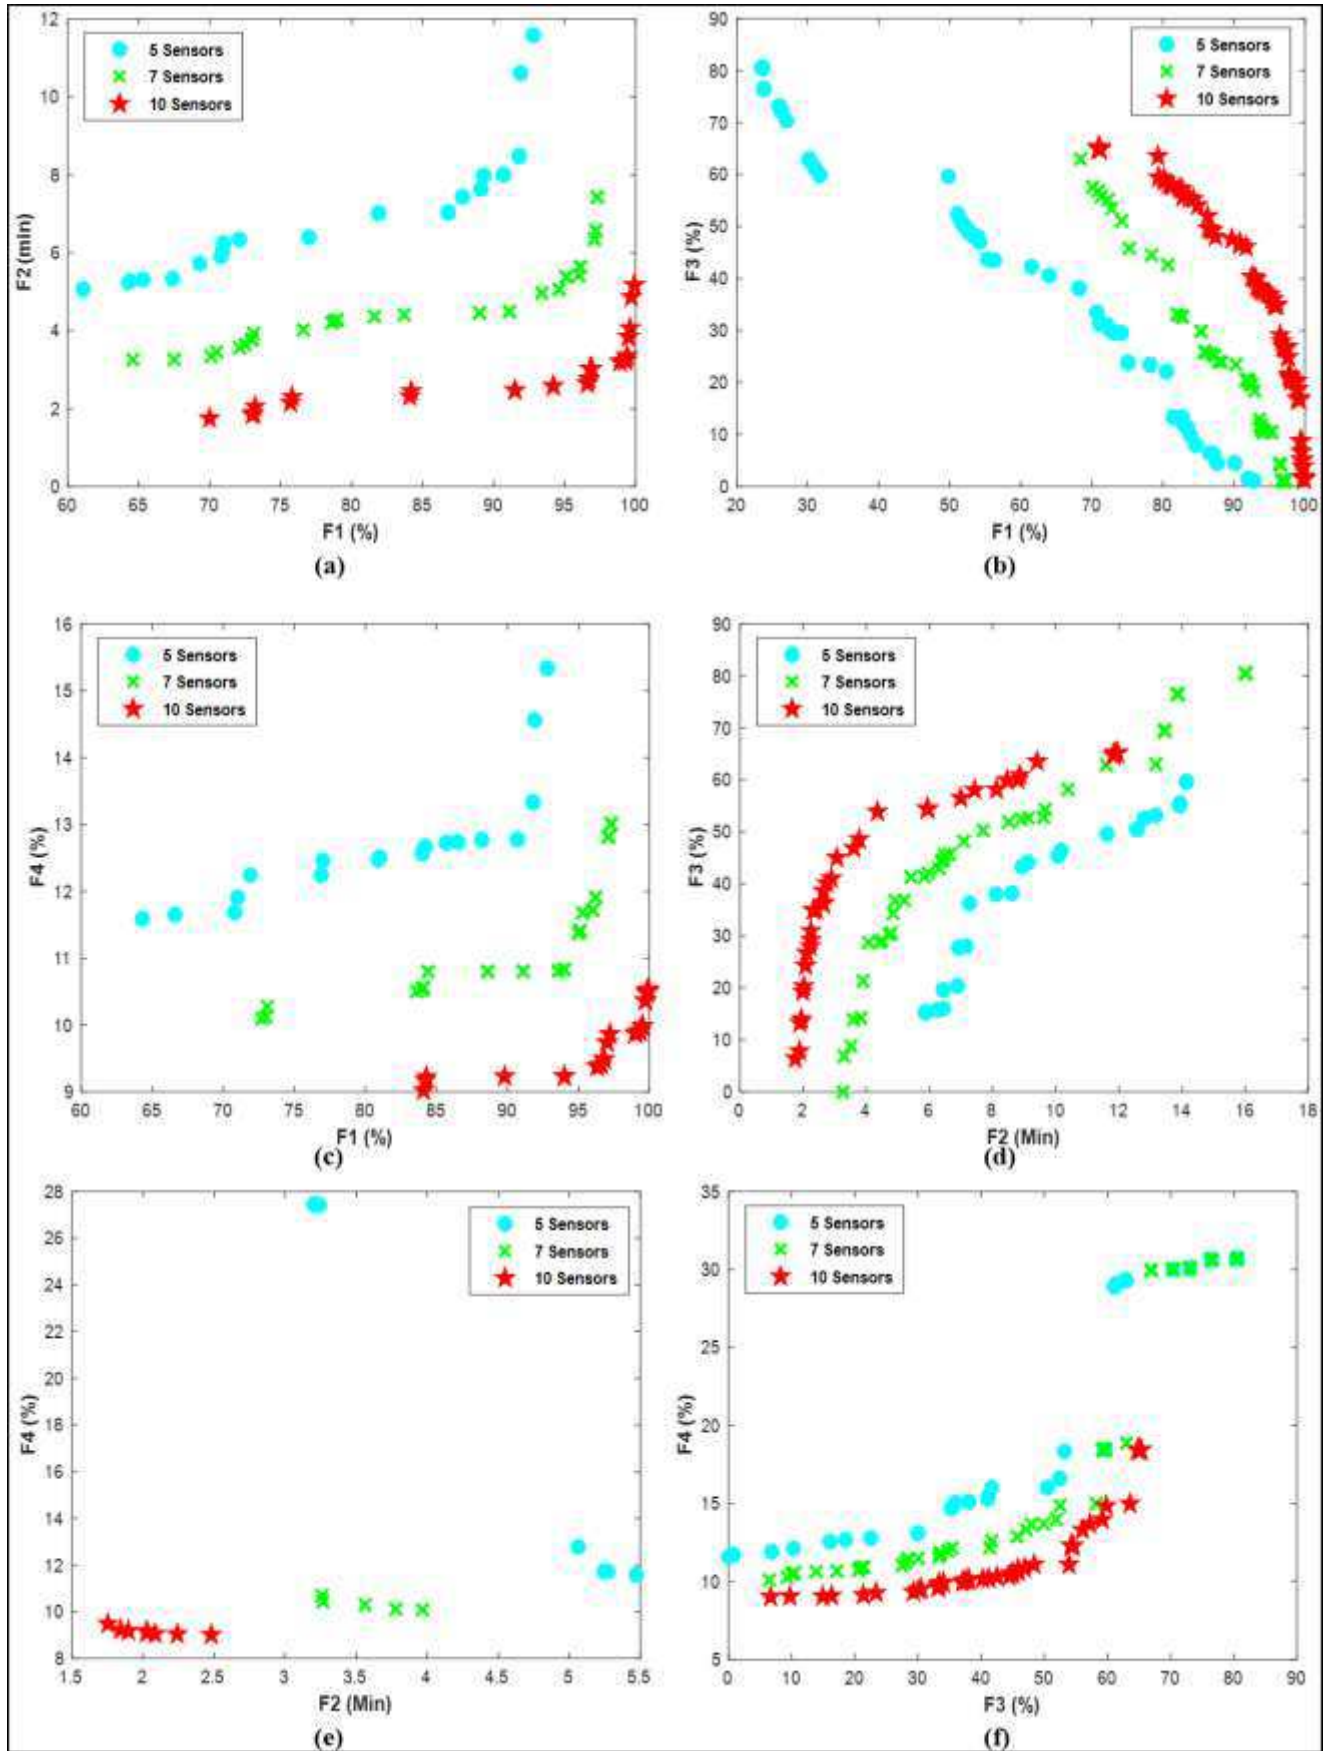 12
10
8
6
4
2
0
F2 (min)
5 Sensors
7 Sensors
10 Sensors
60 65 70 75 80 85 90 95 100
F1 (%)
(a)
90
80
70
60
50
40
30
20
10
0
F3 (%)
5 Sensors
7 Sensors
10 Sensors
20 30 40 50 60 70 80 90 100
F1 (%)
(b)
16
15
14
13
12
11
10
9
F4 (%)
5 Sensors
7 Sensors
10 Sensors
60 65 70 75 80 85 90 95 100
F1 (%)
(c)
90
80
70
60
50
40
30
20
10
0
F3 (%)
5 Sensors
7 Sensors
10 Sensors
0 2 4 6 8 10 12 14 16 18
F2 (Min)
(d)
28
26
24
22
20
18
16
14
12
10
8
F4 (%)
5 Sensors
7 Sensors
10 Sensors
1.5 2 2.5 3 3.5 4 4.5 5 5.5
F2 (Min)
(e)
35
30
25
20
15
10
5
F4 (%)
5 Sensors
7 Sensors
10 Sensors
0 10 20 30 40 50 60 70 80 90
F3 (%)
(f)